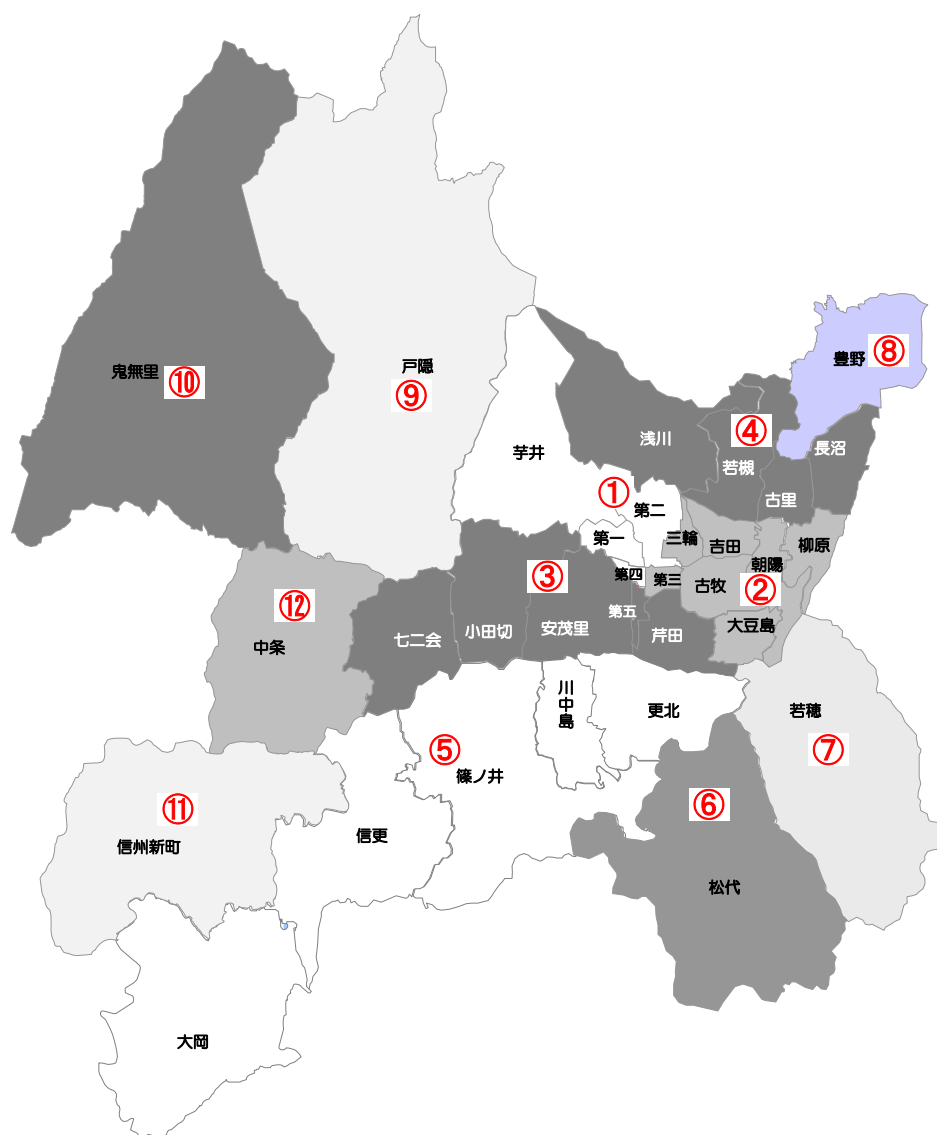 豊野
⑧
戸隠
鬼無里
⑩
⑨
④
浅川
長沼
芋井
若槻
①
古里
第二
第一
三輪
吉田
柳原
朝陽
③
第四
第三
古牧
②
⑫
第五
大豆島
小田切
安茂里
芹田
七二会
中条
川中島
更北
若穂
⑤
⑦
篠ノ井
⑪
⑥
信更
信州新町
松代
大岡